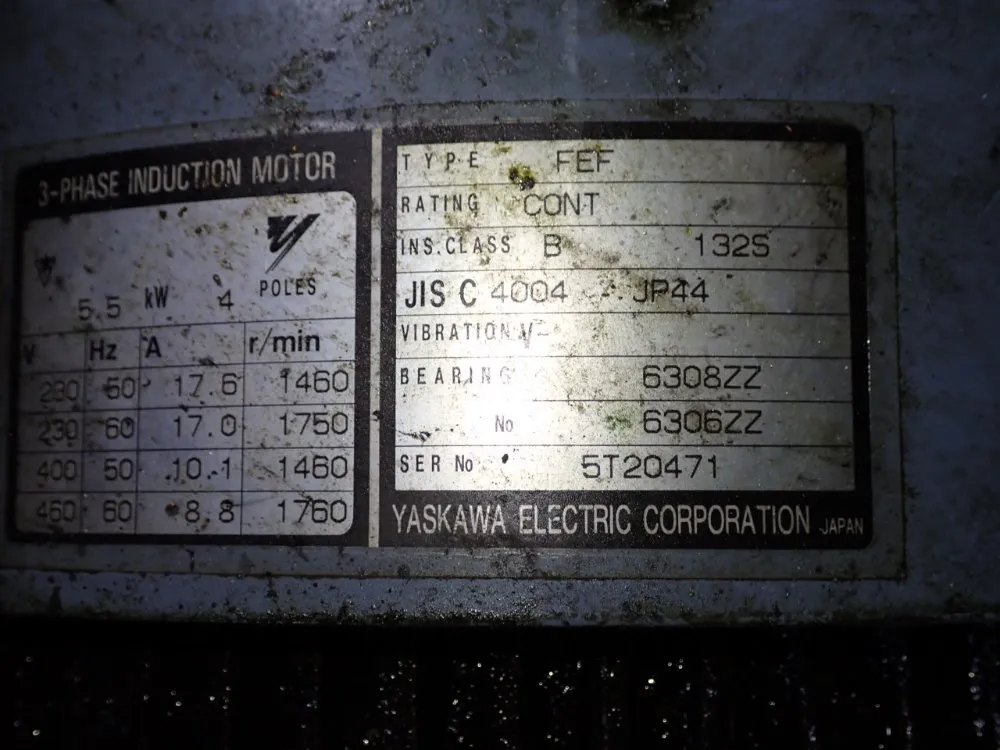 3-PHASE INDUCTION MOTOR
5.5 kW 4 POLES
V Hz A r/min
230 50 17.6 1460
230 60 17.0 1750
400 50 10.1 1460
460 60 8.8 1760
TYPE FEF
RATING CONT
INS.CLASS B 132S
JIS C 4004 JP44
VIBRATION V-
BEARING 6308ZZ
No 6306ZZ
SER No 5T20471
YASKAWA ELECTRIC CORPORATION JAPAN